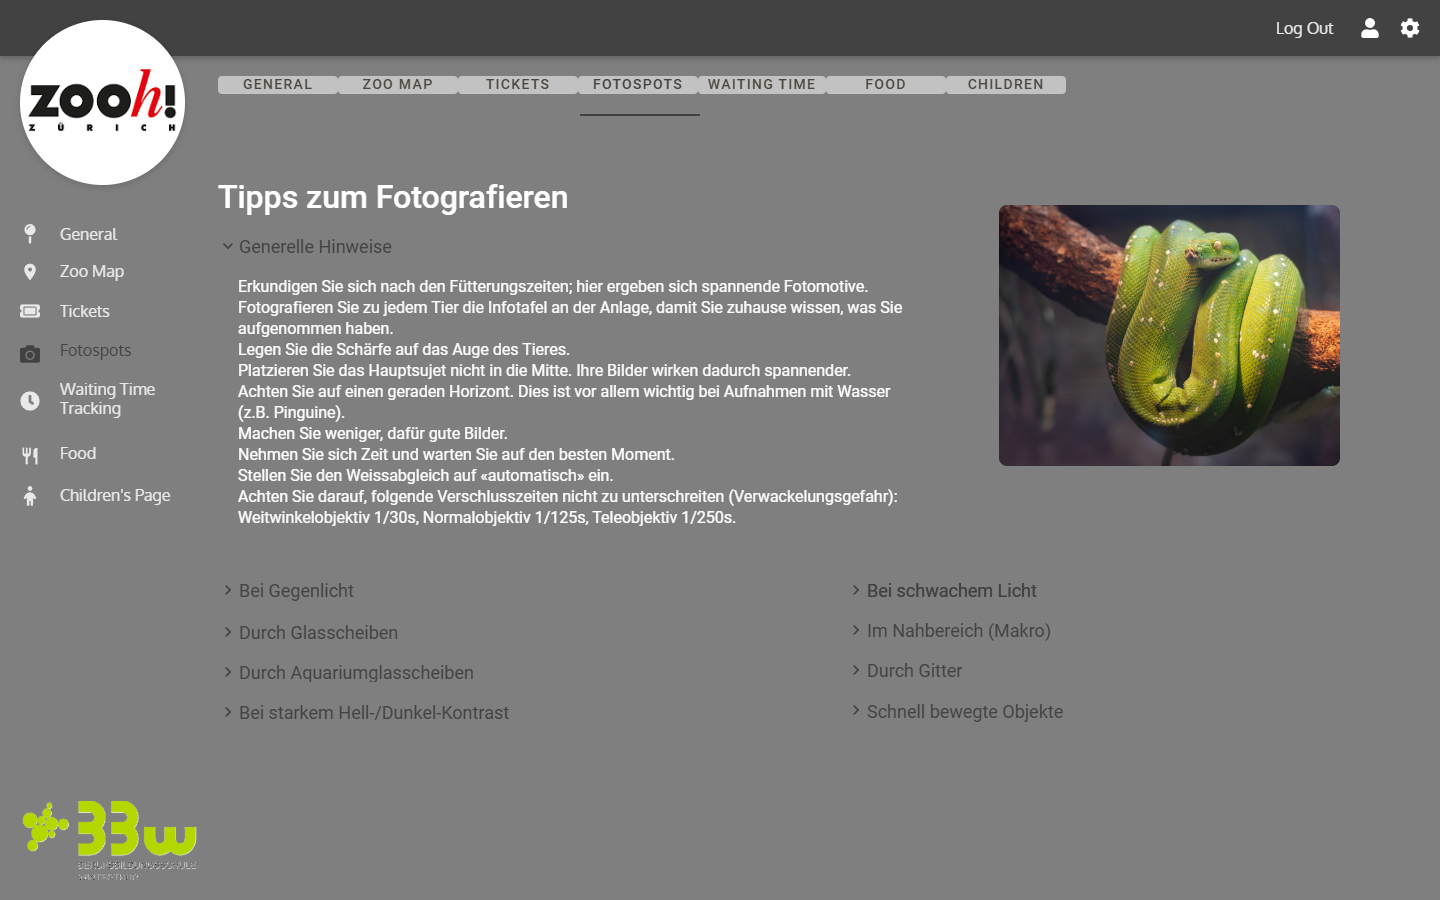 Log Out
zooh!
ZÜRICH
GENERAL
ZOO MAP
TICKETS
FOTOSPOTS
WAITING TIME
FOOD
CHILDREN
General
Zoo Map
Tickets
Fotospots
Waiting Time
Tracking
Food
Children's Page
Tipps zum Fotografieren
Generelle Hinweise
Erkundigen Sie sich nach den Fütterungszeiten; hier ergeben sich spannende Fotomotive.
Fotografieren Sie zu jedem Tier die Infotafel an der Anlage, damit Sie zuhause wissen, was Sie
aufgenommen haben.
Legen Sie die Schärfe auf das Auge des Tieres.
Platzieren Sie das Hauptsujet nicht in die Mitte. Ihre Bilder wirken dadurch spannender.
Achten Sie auf einen geraden Horizont. Dies ist vor allem wichtig bei Aufnahmen mit Wasser
(z.B. Pinguine).
Machen Sie weniger, dafür gute Bilder.
Nehmen Sie sich Zeit und warten Sie auf den besten Moment.
Stellen Sie den Weissabgleich auf «automatisch» ein.
Achten Sie darauf, folgende Verschlusszeiten nicht zu unterschreiten (Verwackelungsgefahr):
Weitwinkelobjektiv 1/30s, Normalobjektiv 1/125s, Teleobjektiv 1/250s.
Bei Gegenlicht
Durch Glasscheiben
Durch Aquariumglasscheiben
Bei starkem Hell-/Dunkel-Kontrast
Bei schwachem Licht
Im Nahbereich (Makro)
Durch Gitter
Schnell bewegte Objekte
BBW
BERUFSBILDUNGSSCHULE